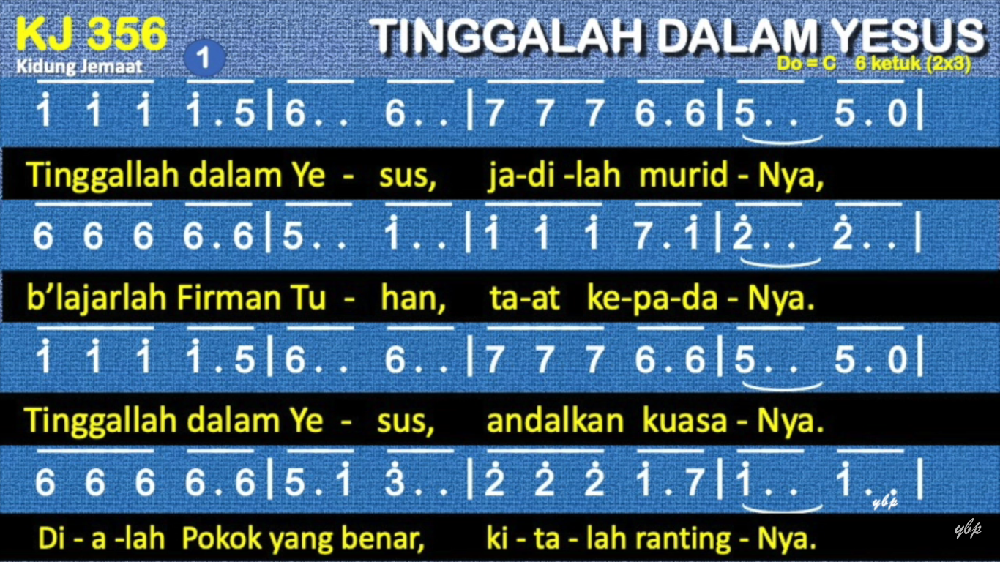 KJ 356
Kidung Jemaat
1
TINGGALAH DALAM YESUS
Do = C 6 ketuk (2x3)
i̇ i̇ i̇ i̇ . 5 | 6 . . 6 . . | 7 7 7 6 . 6 | 5 . . 5 . 0 |
Tinggallah dalam Ye - sus, ja-di -lah murid - Nya,
6 6 6 6 . 6 | 5 . . 1̇ . . | 1̇ 1̇ 1̇ 7 . 1̇ | 2̇ . . 2̇ . . |
b’lajarlah Firman Tu - han, ta-at ke-pa-da - Nya.
1̇ 1̇ 1̇ 1̇ . 5 | 6 . . 6 . . | 7 7 7 6 . 6 | 5 . . 5 . 0 |
Tinggallah dalam Ye - sus, andalkan kuasa - Nya.
6 6 6 6 . 6 | 5 . 1̇ 3̇ . . | 2̇ 2̇ 2̇ 1̇ . 7 | 1̇ . . 1̇ . . |
ybp
Di - a -lah Pokok yang benar, ki - ta - lah ranting - Nya.
ybp